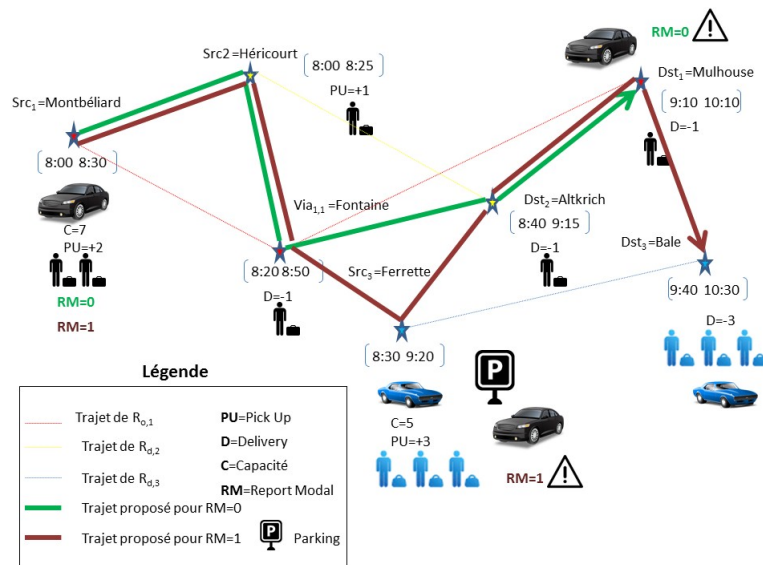 Src2=Héricourt
[8:00 8:25]
PU=+1
RM=0
Dst1=Mulhouse
[9:10 10:10]
D=-1
Src1=Montbéliard
[8:00 8:30]
C=7
PU=+2
RM=0
RM=1
Via1,1=Fontaine
[8:20 8:50]
D=-1
Dst2=Altkrich
[8:40 9:15]
D=-1
Src3=Ferrette
[8:30 9:20]
C=5
PU=+3
P
RM=1
Dst3=Bale
[9:40 10:30]
D=-3
Légende
Trajet de Ro,1
Trajet de Rd,2
Trajet de Rd,3
Trajet proposé pour RM=0
Trajet proposé pour RM=1
PU=Pick Up
D=Delivery
C=Capacité
RM=Report Modal
P
Parking